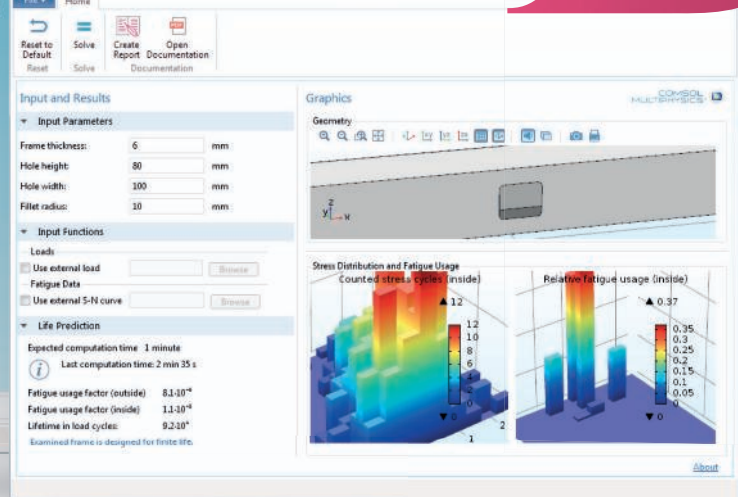 File
Home
Reset to Default
Solve
Create Report
Open Documentation
Reset
Solve
Documentation
Input and Results
Input Parameters
Frame thickness: 6 mm
Hole height: 80 mm
Hole width: 100 mm
Fillet radius: 10 mm
Input Functions
Loads
Use external load Browse
Fatigue Data
Use external S-N curve Browse
Life Prediction
Expected computation time 1 minute
Last computation time: 2 min 35 s
Fatigue usage factor (outside)
Fatigue usage factor (inside)
Lifetime in load cycles:
Examined frame is designed for finite life.
Graphics
COMSOL
MULTIPHYSICS
Geometry
z
y x
Stress Distribution and Fatigue Usage
Counted stress cycles (inside)
▲ 12
12
10
8
6
4
2
0
▼ 0
2
1
Relative fatigue usage (inside)
▲ 0.37
0.35
0.3
0.25
0.2
0.15
0.1
0.05
0
▼ 0
About